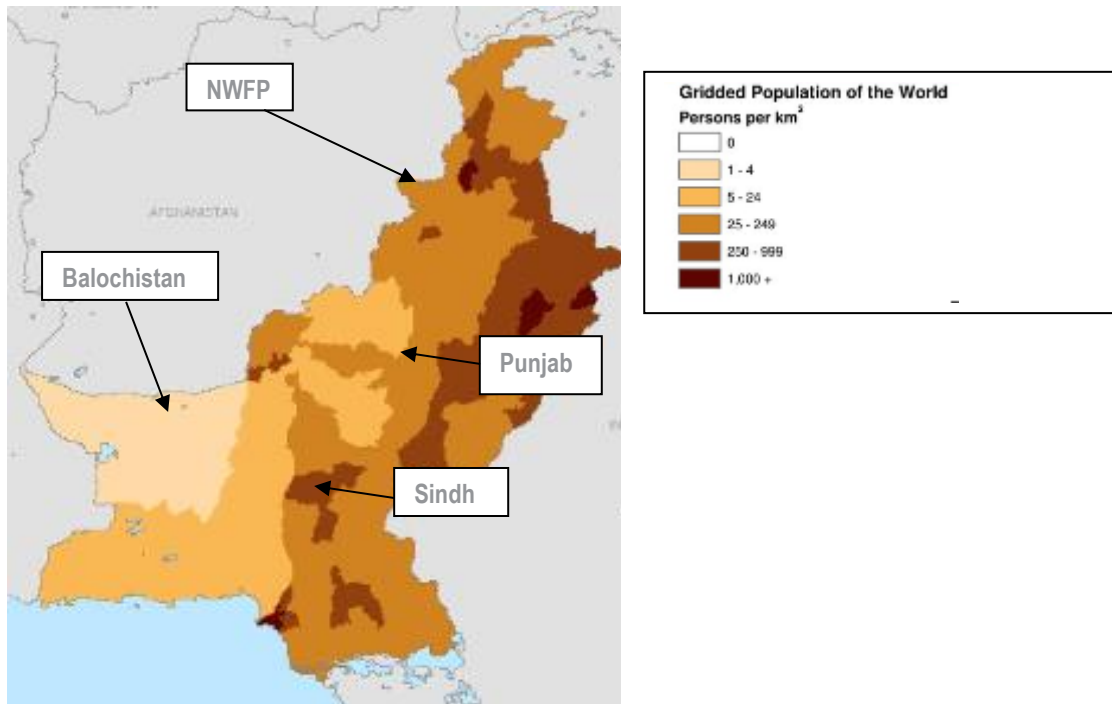 NWFP
AFGHANISTAN
Balochistan
Punjab
Sindh
Gridded Population of the World
Persons per km²
0
1 - 4
5 - 24
25 - 249
250 - 999
1,000 +